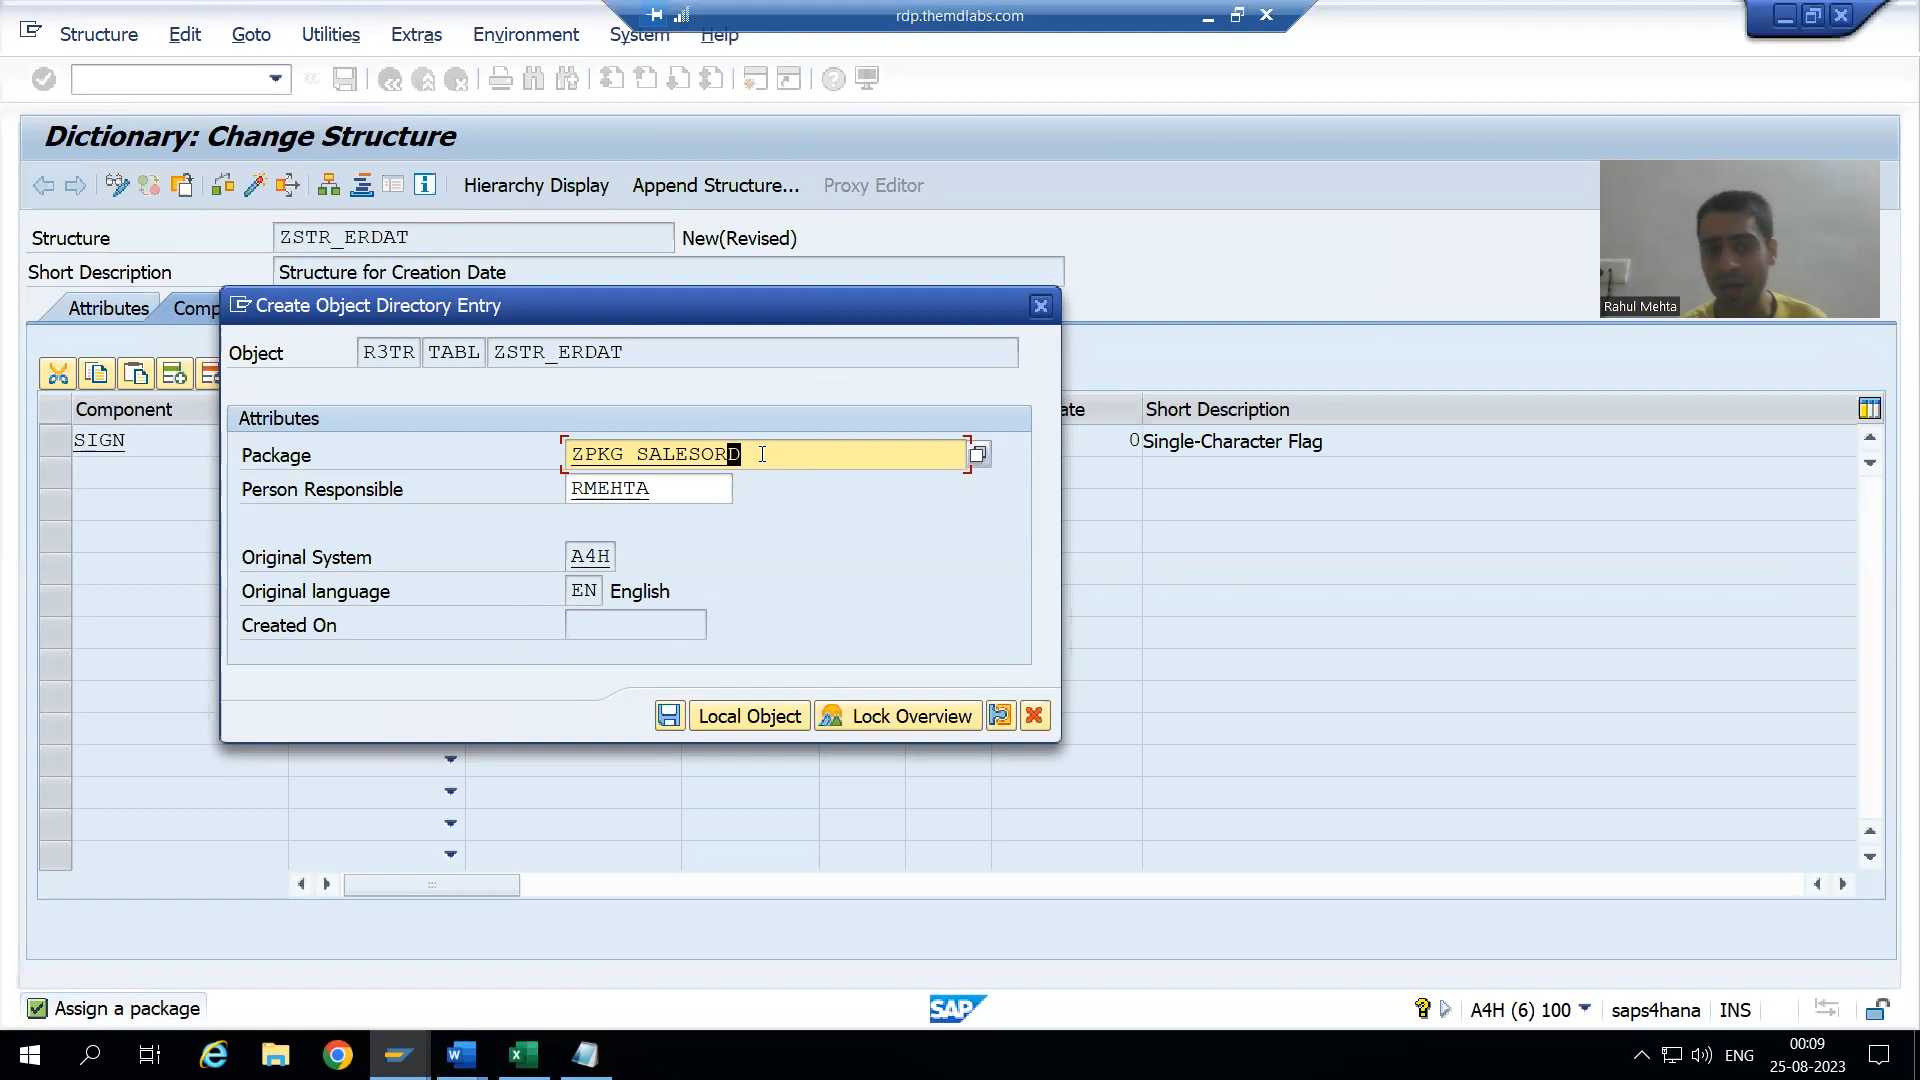 rdp.themdlabs.com
Structure Edit Goto Utilities Extras Environment System Help
Dictionary: Change Structure
Hierarchy Display Append Structure... Proxy Editor
Structure ZSTR_ERDAT New(Revised)
Short Description Structure for Creation Date
Rahul Mehta
Attributes Comp
Create Object Directory Entry
Object R3TR TABL ZSTR_ERDAT
Component ate Short Description
SIGN 0 Single-Character Flag
Attributes
Package ZPKG SALESORD
Person Responsible RMEHTA
Original System A4H
Original language EN English
Created On
Local Object Lock Overview
Assign a package SAP A4H (6) 100 saps4hana INS
ENG 00:09
25-08-2023